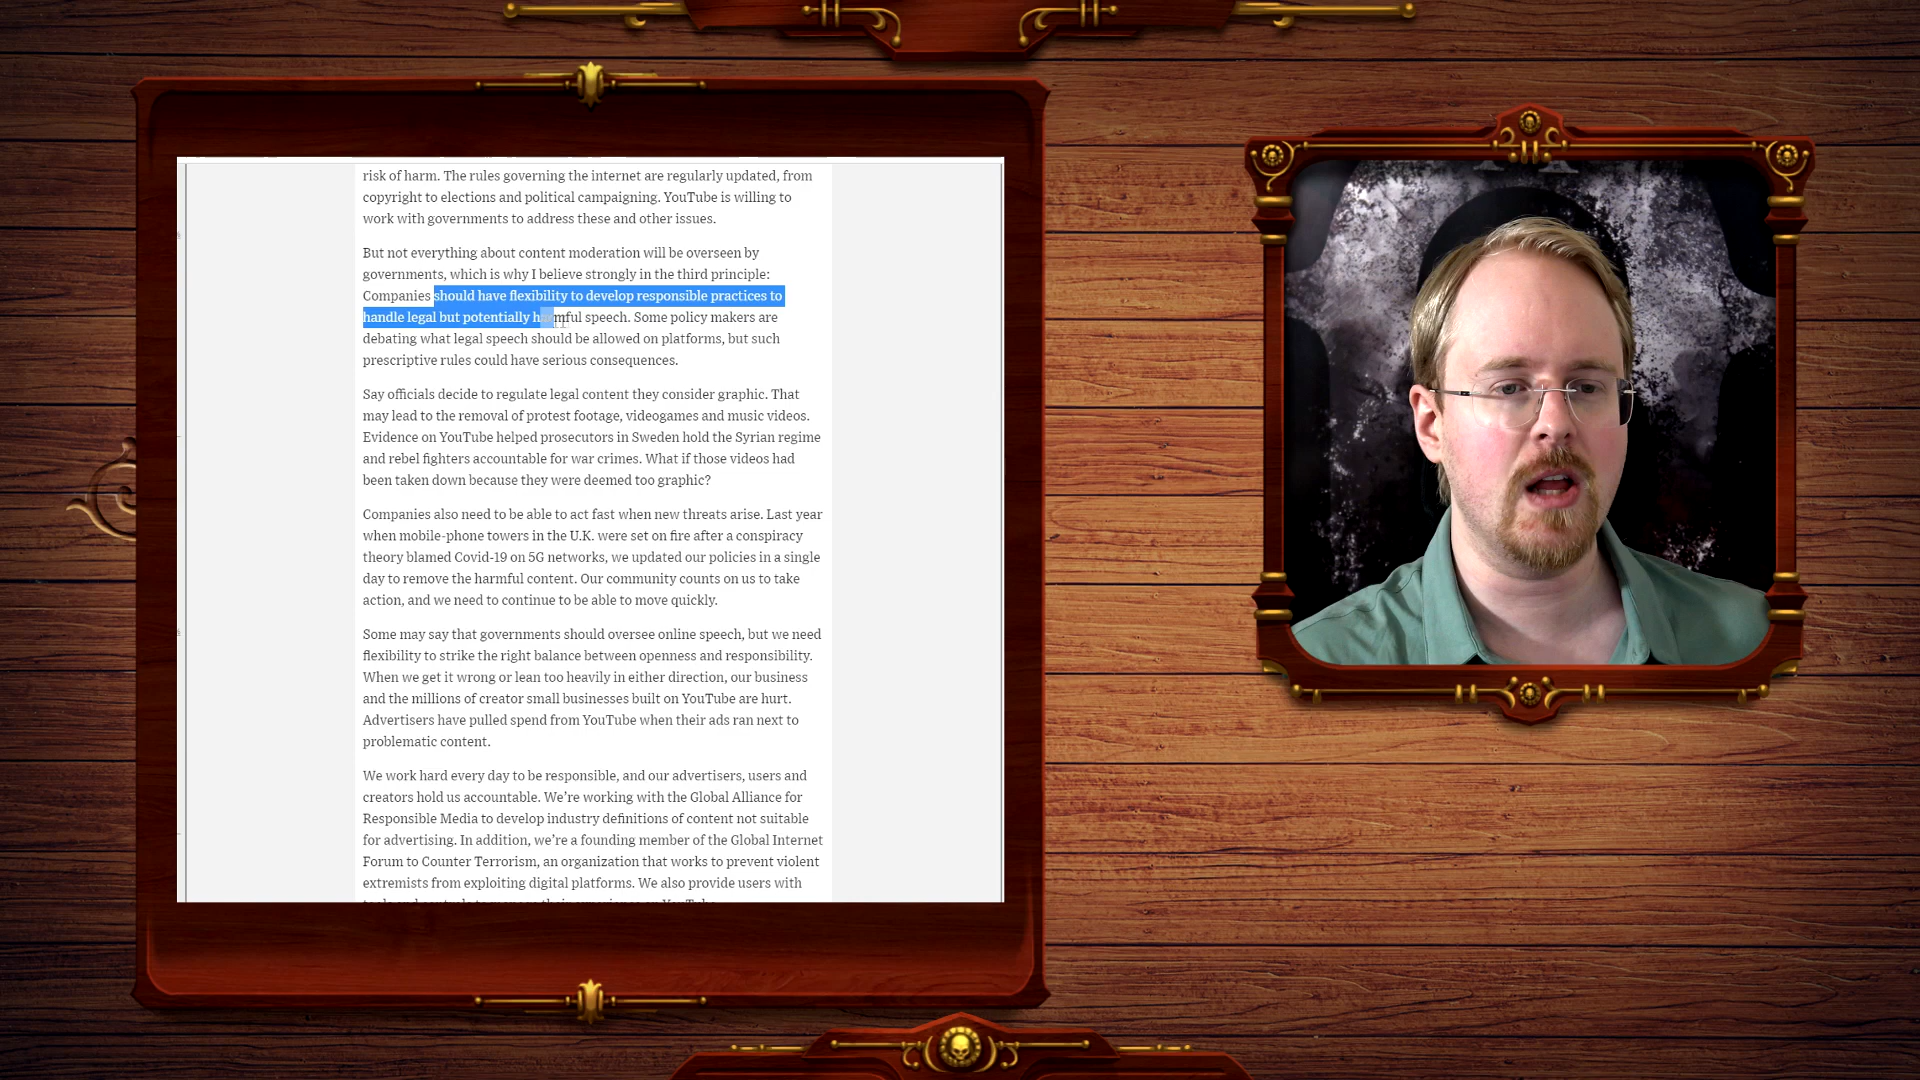 risk of harm. The rules governing the internet are regularly updated, from
copyright to elections and political campaigning. YouTube is willing to
work with governments to address these and other issues.
But not everything about content moderation will be overseen by
governments, which is why I believe strongly in the third principle:
Companies should have flexibility to develop responsible practices to
handle legal but potentially harmful speech. Some policy makers are
debating what legal speech should be allowed on platforms, but such
prescriptive rules could have serious consequences.
Say officials decide to regulate legal content they consider graphic. That
may lead to the removal of protest footage, videogames and music videos.
Evidence on YouTube helped prosecutors in Sweden hold the Syrian regime
and rebel fighters accountable for war crimes. What if those videos had
been taken down because they were deemed too graphic?
Companies also need to be able to act fast when new threats arise. Last year
when mobile-phone towers in the U.K. were set on fire after a conspiracy
theory blamed Covid-19 on 5G networks, we updated our policies in a single
day to remove the harmful content. Our community counts on us to take
action, and we need to continue to be able to move quickly.
Some may say that governments should oversee online speech, but we need
flexibility to strike the right balance between openness and responsibility.
When we get it wrong or lean too heavily in either direction, our business
and the millions of creator small businesses built on YouTube are hurt.
Advertisers have pulled spend from YouTube when their ads ran next to
problematic content.
We work hard every day to be responsible, and our advertisers, users and
creators hold us accountable. We’re working with the Global Alliance for
Responsible Media to develop industry definitions of content not suitable
for advertising. In addition, we’re a founding member of the Global Internet
Forum to Counter Terrorism, an organization that works to prevent violent
extremists from exploiting digital platforms. We also provide users with